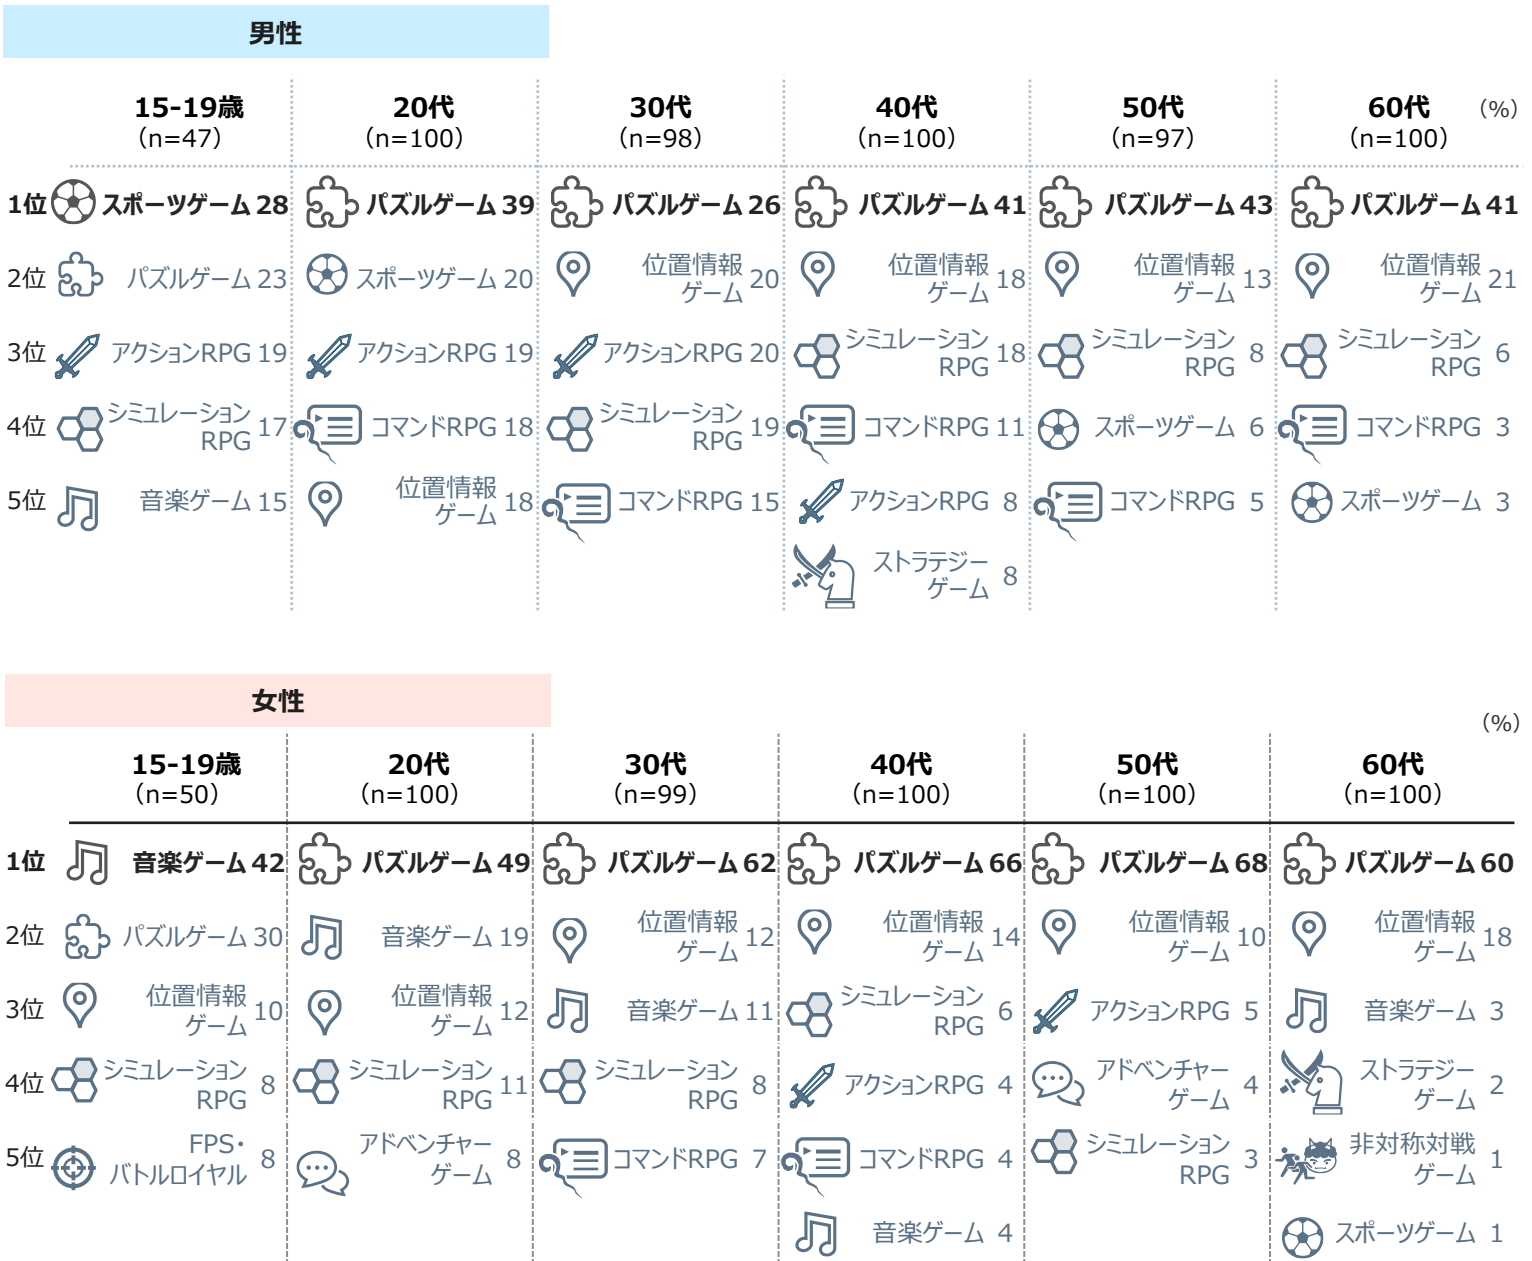 男性
15-19歳 20代 30代 40代 50代 60代 (%)
(n=47) (n=100) (n=98) (n=100) (n=97) (n=100)
1位 スポーツゲーム 28 パズルゲーム 39 パズルゲーム 26 パズルゲーム 41 パズルゲーム 43 パズルゲーム 41
2位 パズルゲーム 23 スポーツゲーム 20 位置情報ゲーム 20 位置情報ゲーム 18 位置情報ゲーム 13 位置情報ゲーム 21
3位 アクションRPG 19 アクションRPG 19 アクションRPG 20 シミュレーションRPG 18 シミュレーションRPG 8 シミュレーションRPG 6
4位 シミュレーションRPG 17 コマンドRPG 18 シミュレーションRPG 19 コマンドRPG 11 スポーツゲーム 6 コマンドRPG 3
5位 音楽ゲーム 15 位置情報ゲーム 18 コマンドRPG 15 アクションRPG 8 コマンドRPG 5 スポーツゲーム 3
ストラテジーゲーム 8
女性
(%)
15-19歳 20代 30代 40代 50代 60代
(n=50) (n=100) (n=99) (n=100) (n=100) (n=100)
1位 音楽ゲーム 42 パズルゲーム 49 パズルゲーム 62 パズルゲーム 66 パズルゲーム 68 パズルゲーム 60
2位 パズルゲーム 30 音楽ゲーム 19 位置情報ゲーム 12 位置情報ゲーム 14 位置情報ゲーム 10 位置情報ゲーム 18
3位 位置情報ゲーム 10 位置情報ゲーム 12 音楽ゲーム 11 シミュレーションRPG 6 アクションRPG 5 音楽ゲーム 3
4位 シミュレーションRPG 8 シミュレーションRPG 11 シミュレーションRPG 8 アクションRPG 4 アドベンチャーゲーム 4 ストラテジーゲーム 2
5位 FPS・バトルロイヤル 8 アドベンチャーゲーム 8 コマンドRPG 7 コマンドRPG 4 シミュレーションRPG 3 非対称対戦ゲーム 1
音楽ゲーム 4 スポーツゲーム 1